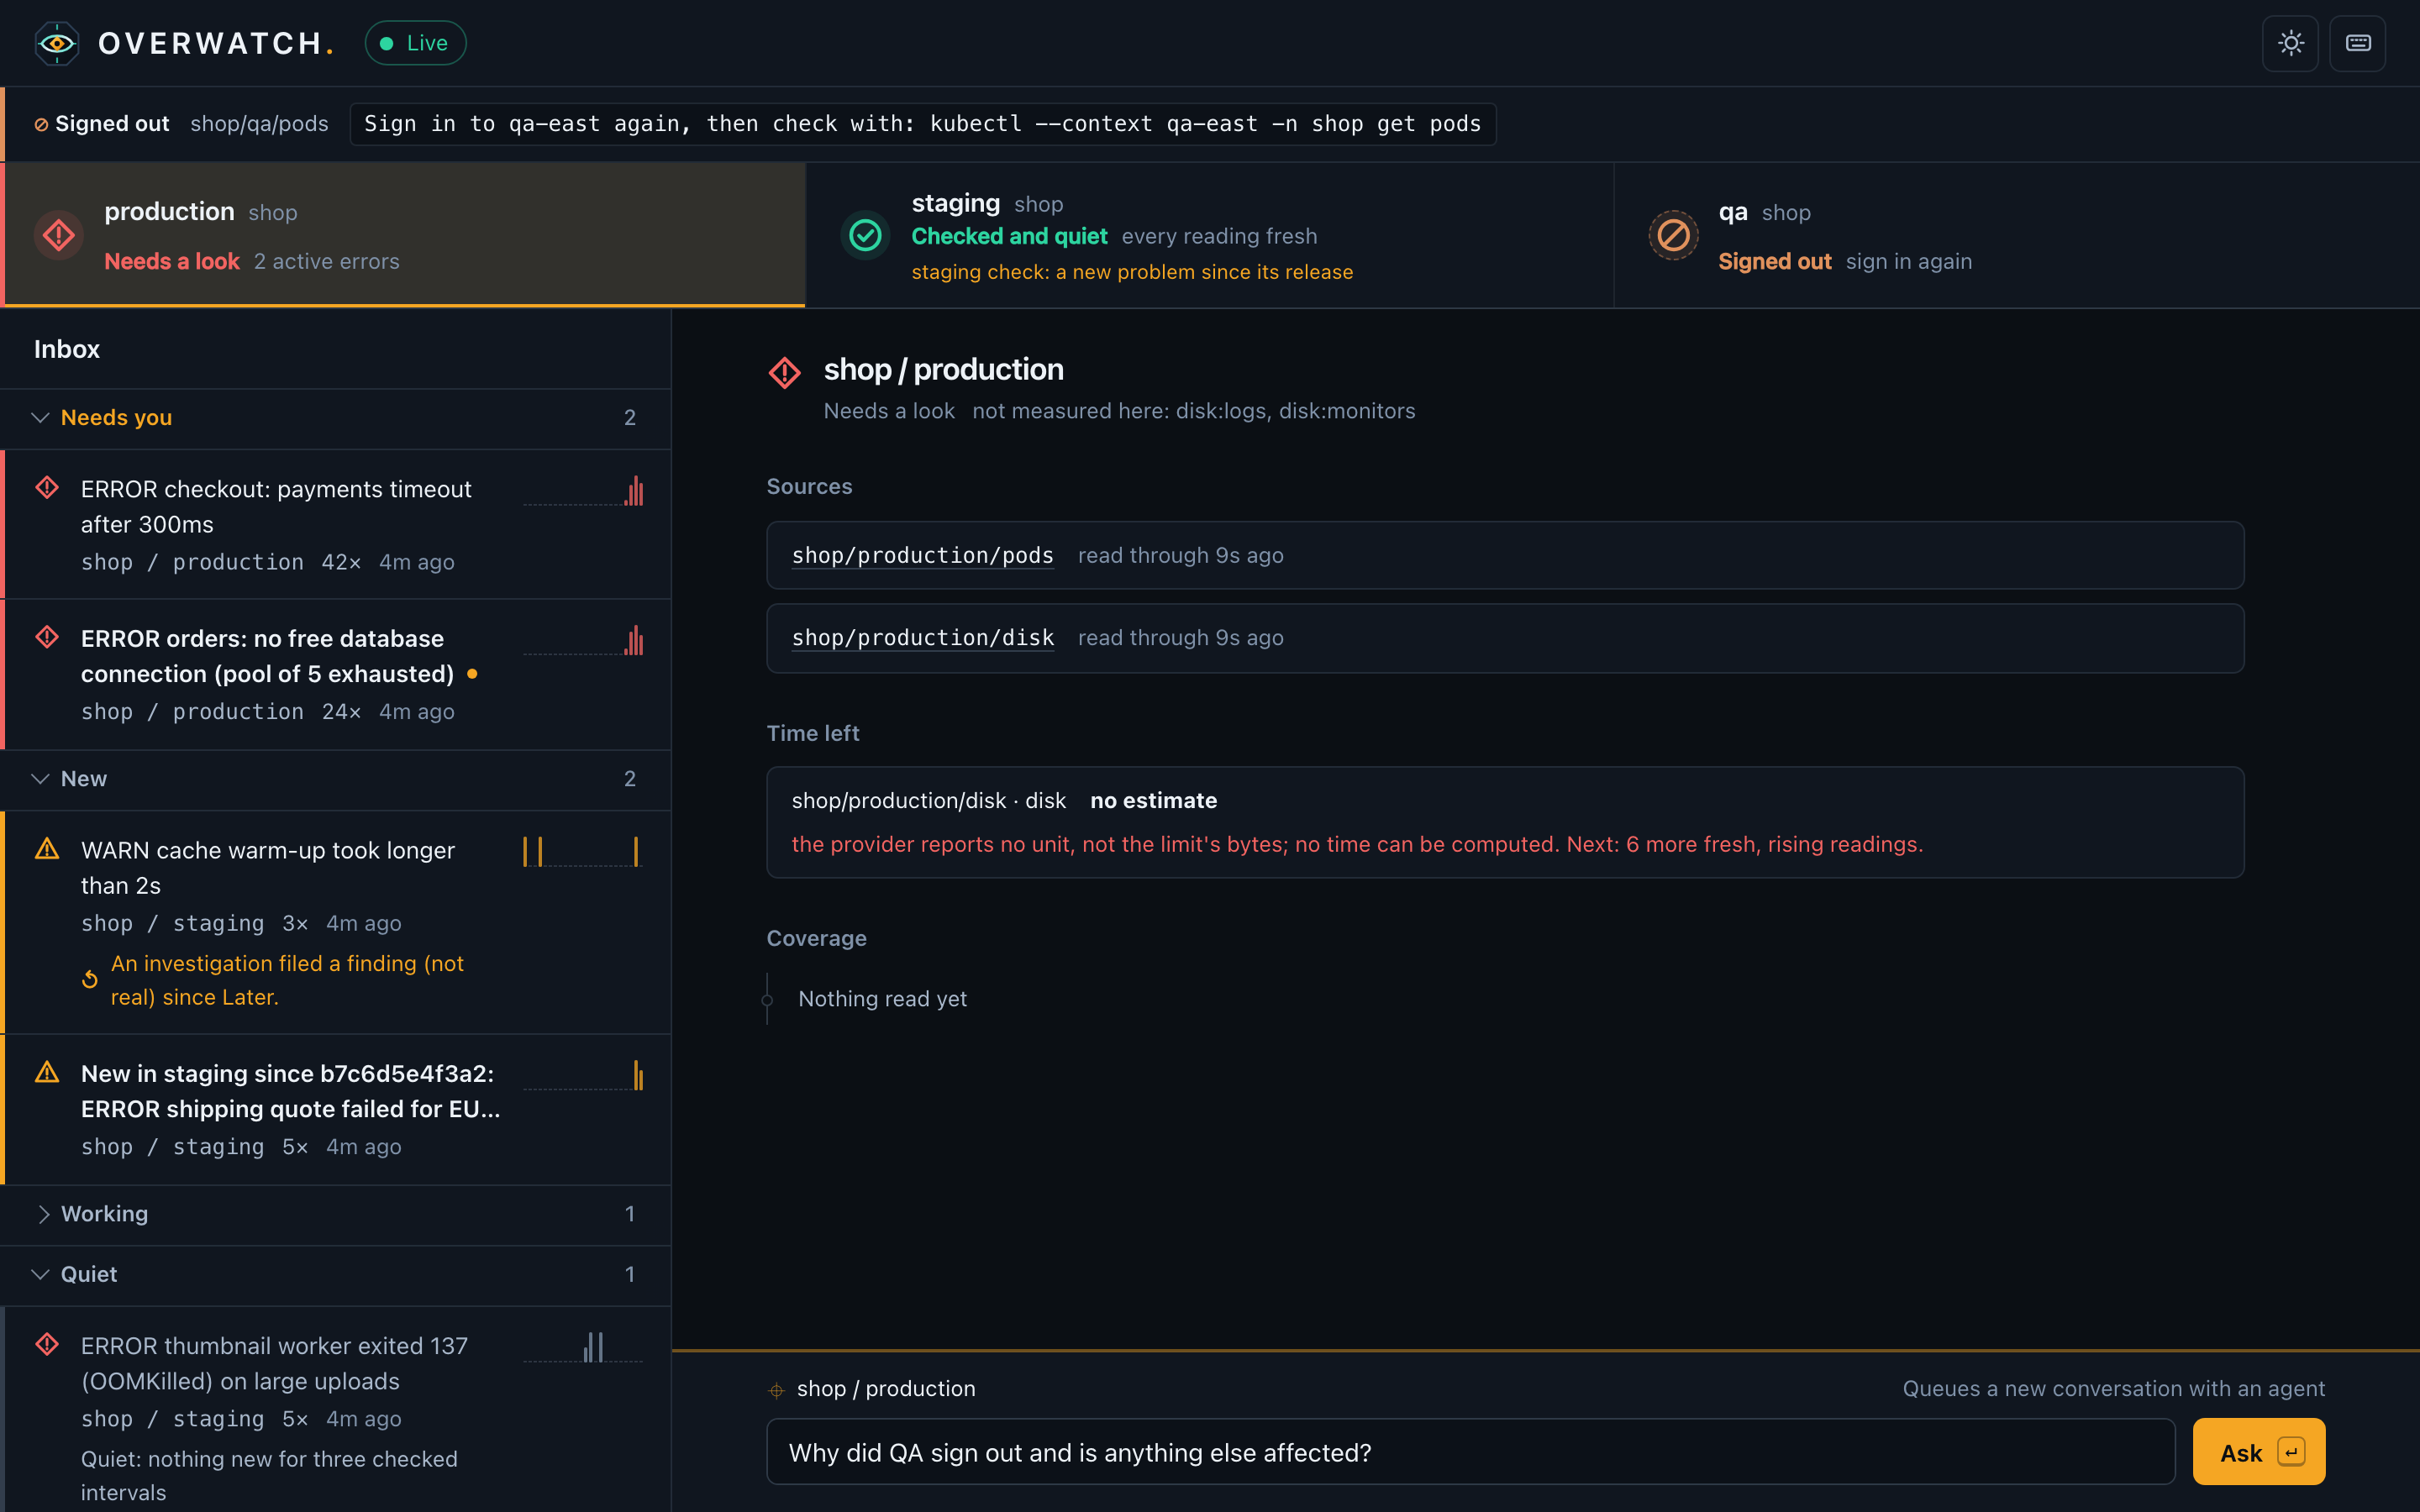 OVERWATCH.
Live
Signed out shop/qa/pods Sign in to qa-east again, then check with: kubectl --context qa-east -n shop get pods
production shop
Needs a look 2 active errors
staging shop
Checked and quiet every reading fresh
staging check: a new problem since its release
qa shop
Signed out sign in again
Inbox
Needs you 2
ERROR checkout: payments timeout
after 300ms
shop / production 42× 4m ago
ERROR orders: no free database
connection (pool of 5 exhausted)
shop / production 24× 4m ago
New 2
WARN cache warm-up took longer
than 2s
shop / staging 3× 4m ago
An investigation filed a finding (not
real) since Later.
New in staging since b7c6d5e4f3a2:
ERROR shipping quote failed for EU…
shop / staging 5× 4m ago
Working 1
Quiet 1
ERROR thumbnail worker exited 137
(OOMKilled) on large uploads
shop / staging 5× 4m ago
Quiet: nothing new for three checked
intervals
shop / production
Needs a look not measured here: disk:logs, disk:monitors
Sources
shop/production/pods read through 9s ago
shop/production/disk read through 9s ago
Time left
shop/production/disk · disk no estimate
the provider reports no unit, not the limit's bytes; no time can be computed. Next: 6 more fresh, rising readings.
Coverage
Nothing read yet
shop / production
Queues a new conversation with an agent
Why did QA sign out and is anything else affected?
Ask ↵